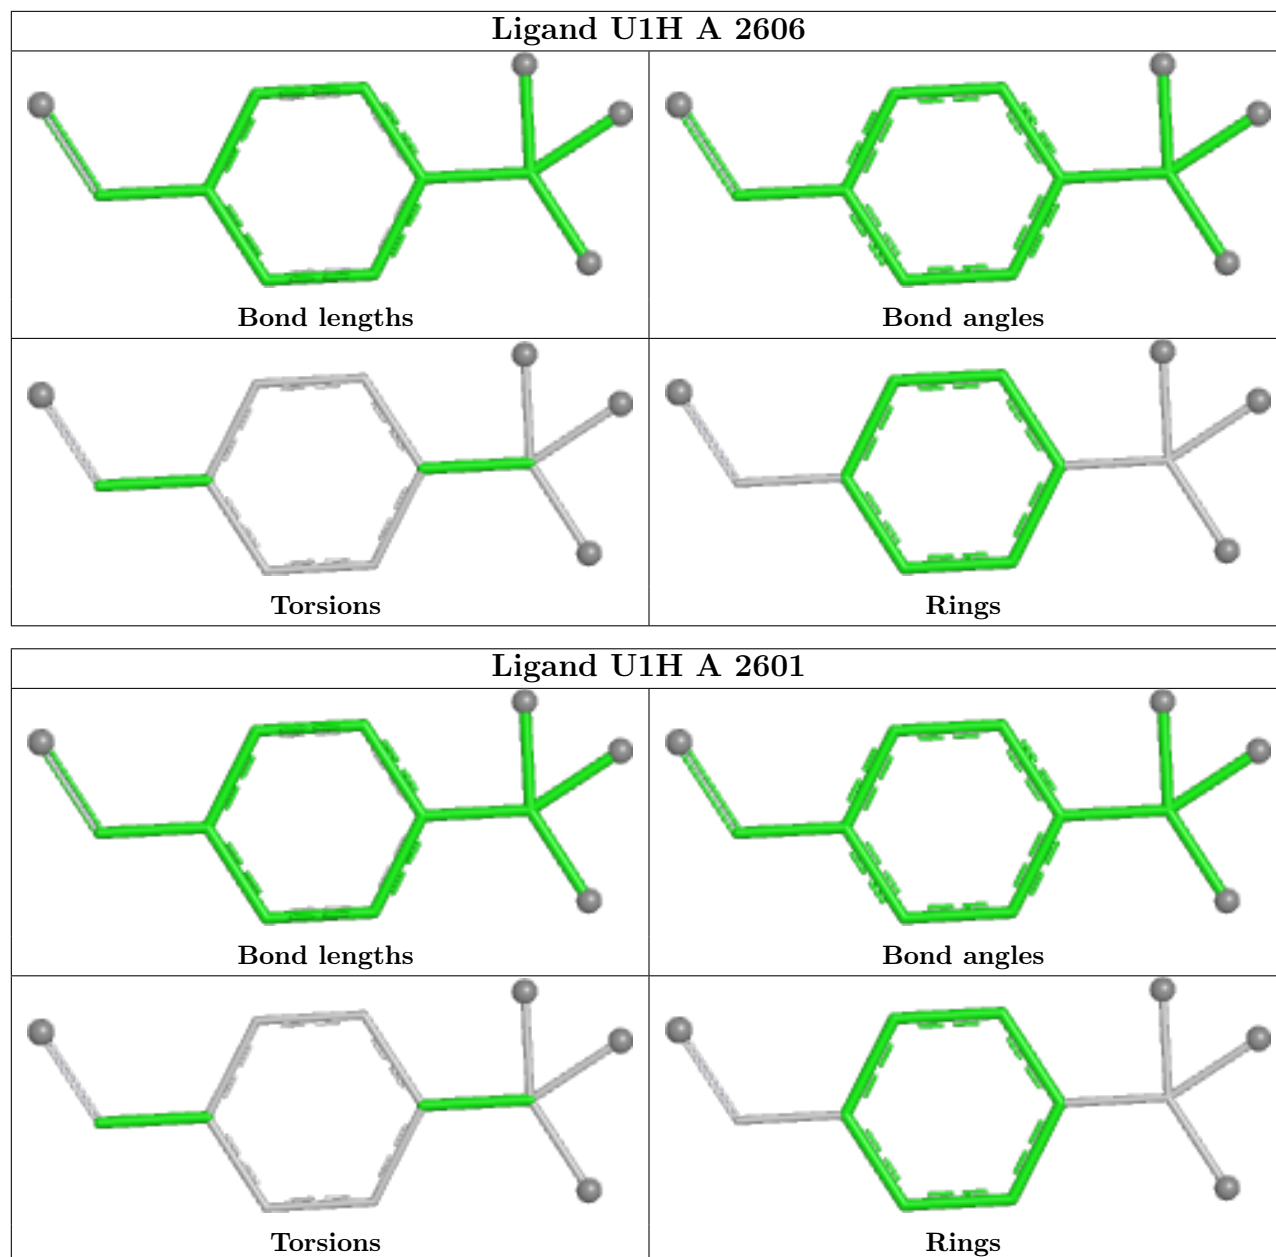 Ligand U1H A 2606
Bond lengths
Bond angles
Torsions
Rings
Ligand U1H A 2601
Bond lengths
Bond angles
Torsions
Rings